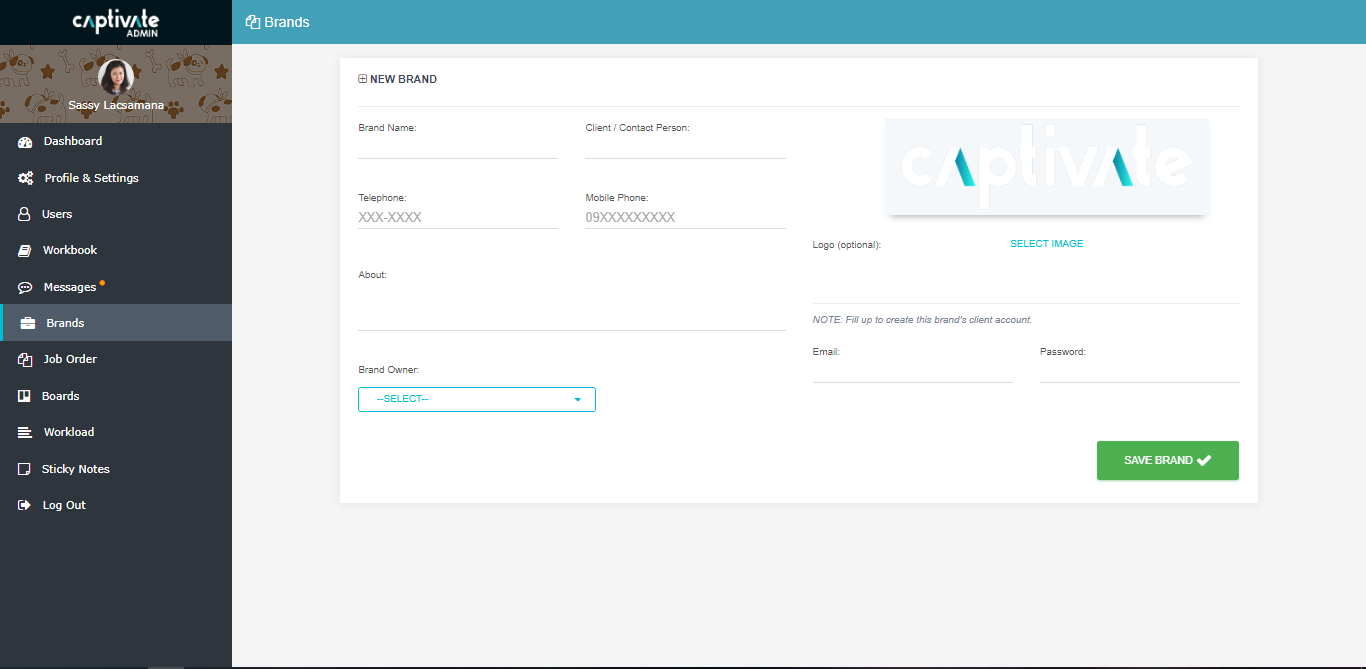 captivate
ADMIN
Brands
Sassy Lacsamana
Dashboard
Profile & Settings
Users
Workbook
Messages
Brands
Job Order
Boards
Workload
Sticky Notes
Log Out
NEW BRAND
Brand Name:
Client / Contact Person:
Telephone:
XXX-XXXX
Mobile Phone:
09XXXXXXXXX
About:
Brand Owner:
--SELECT--
captivate
Logo (optional):
SELECT IMAGE
NOTE: Fill up to create this brand's client account.
Email:
Password:
SAVE BRAND